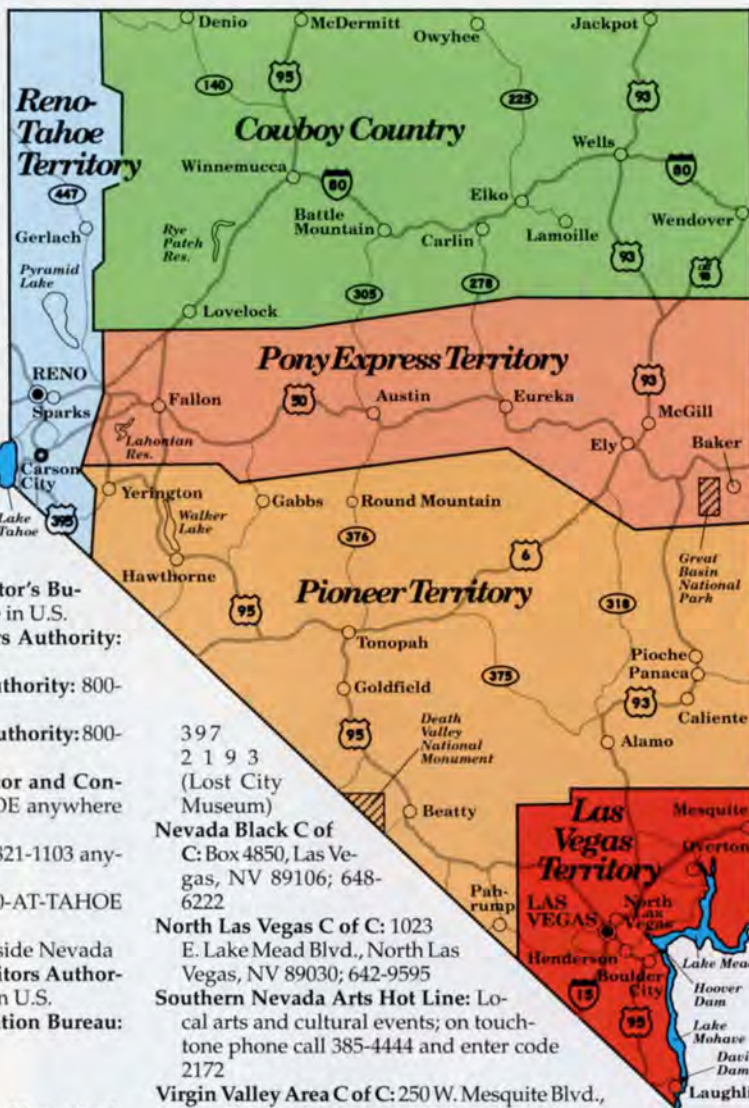 Denio
McDermitt
Owyhee
Jackpot
95
140
225
93
Reno-
Tahoe
Territory
Cowboy Country
Winnemucca
Wells
447
80
80
Gerlach
Rye
Patch
Res.
Battle
Mountain
Elko
Carlin
Lamoille
Wendover
Pyramid
Lake
93
305
278
Lovelock
Pony Express Territory
RENO
Sparks
Fallon
50
Austin
Eureka
93
McGill
Lahontan
Res.
Ely
Baker
Carson
City
Yerington
Gabbs
Round Mountain
Lake
Tahoe
395
Walker
Lake
376
6
Great
Basin
National
Park
Hawthorne
95
Pioneer Territory
318
Tonopah
375
Pioche
Panaca
Goldfield
93
Caliente
95
Death
Valley
National
Monument
Alamo
Beatty
Las
Vegas
Territory
Mesquite
Overton
Pah-
rump
LAS
VEGAS
North
Las
Vegas
Henderson
Boulder
City
Lake Mead
Hoover
Dam
15
95
Lake
Mohave
Davis
Dam
Laughlin
tor's Bu-
in U.S.
rs Authority:
uthority: 800-
uthority: 800-
or and Con-
OE anywhere
821-1103 any-
0-AT-TAHOE
side Nevada
itors Author-
n U.S.
tion Bureau:
397
2 1 9 3
(Lost City
Museum)
Nevada Black C of
C: Box 4850, Las Ve-
gas, NV 89106; 648-
6222
North Las Vegas C of C: 1023
E. Lake Mead Blvd., North Las
Vegas, NV 89030; 642-9595
Southern Nevada Arts Hot Line: Lo-
cal arts and cultural events; on touch-
tone phone call 385-4444 and enter code
2172
Virgin Valley Area C of C: 250 W. Mesquite Blvd.,